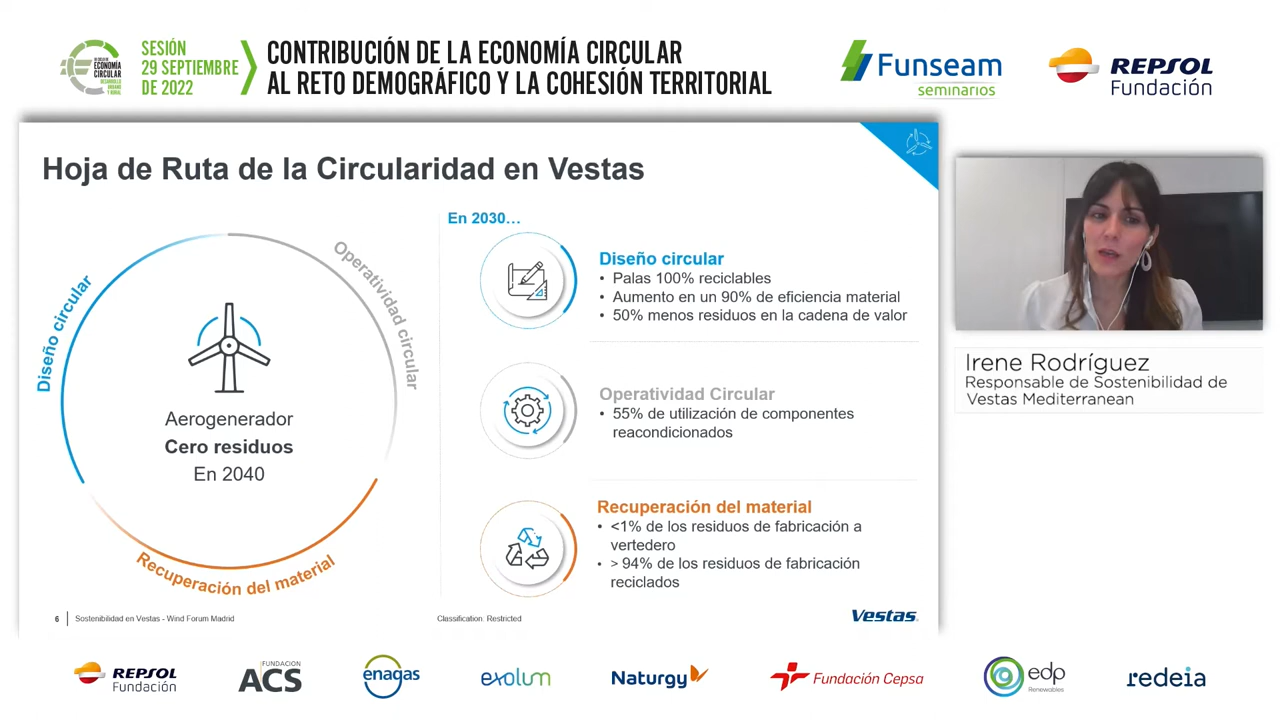 SESIÓN
29 SEPTIEMBRE
DE 2022
CONTRIBUCIÓN DE LA ECONOMÍA CIRCULAR
AL RETO DEMOGRÁFICO Y LA COHESIÓN TERRITORIAL
ECONOMÍA
CIRCULAR
Funseam
seminarios
REPSOL
Fundación
Hoja de Ruta de la Circularidad en Vestas
Diseño circular
Operatividad circular
Recuperación del material
Aerogenerador
Cero residuos
En 2040
En 2030…
Diseño circular
• Palas 100% reciclables
• Aumento en un 90% de eficiencia material
• 50% menos residuos en la cadena de valor
Operatividad Circular
• 55% de utilización de componentes
reacondicionados
Recuperación del material
• <1% de los residuos de fabricación a
vertedero
• > 94% de los residuos de fabricación
reciclados
6 | Sostenibilidad en Vestas - Wind Forum Madrid
Classification: Restricted
Vestas
Irene Rodríguez
Responsable de Sostenibilidad de
Vestas Mediterranean
REPSOL
Fundación
FUNDACIÓN
ACS
enagas
exolum
Naturgy
Fundación Cepsa
edp
Renewables
redeia